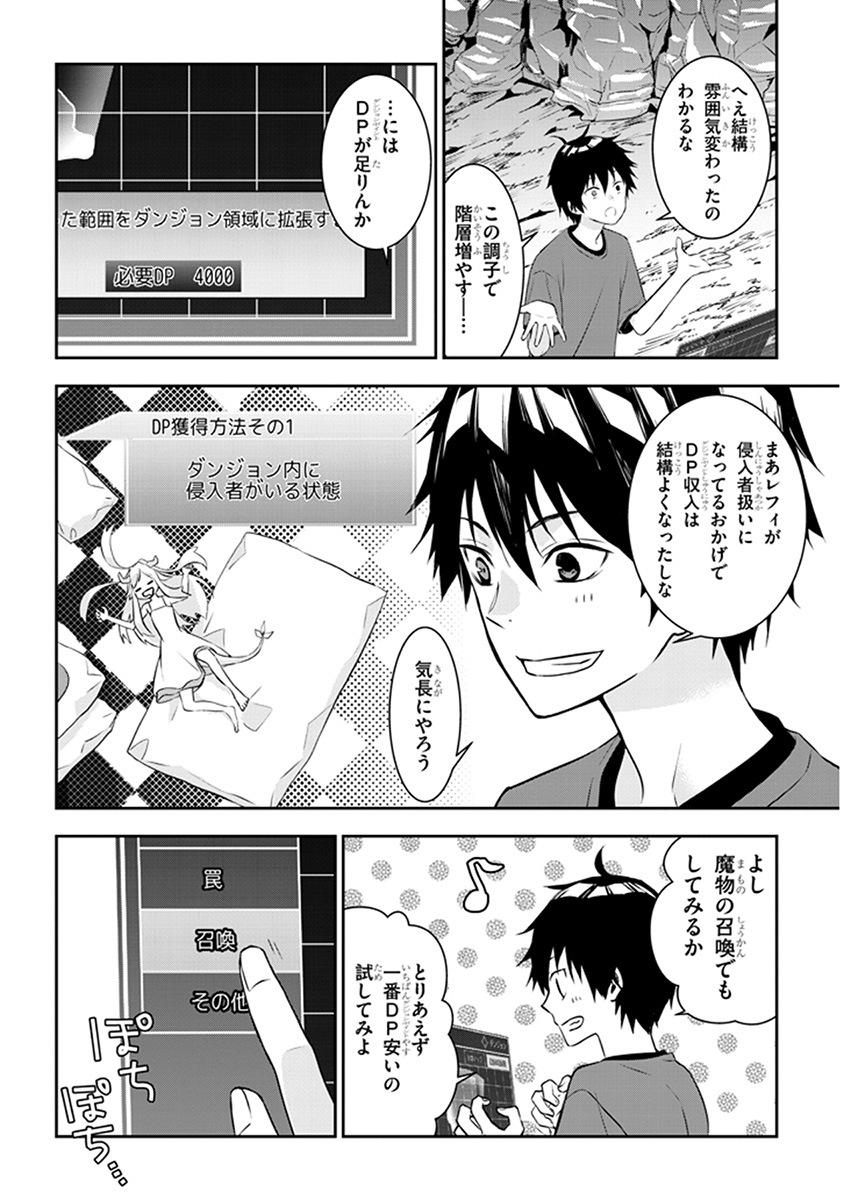 へえ結構
雰囲気変わったの
わかるな
この調子で
階層増やす―…
…には
DPが足りんか
た範囲をダンジョン領域に拡張す
必要DP 4000
まあレフィが
侵入者扱いに
なってるおかげで
DP収入は
結構よくなったしな
DP獲得方法その1
ダンジョン内に
侵入者がいる状態
気長にやろう
よし
魔物の召喚でも
してみるか
とりあえず
一番DP安いの
試してみよ
ダンジョン
罠
召喚
その他
ぽち
ぽち…